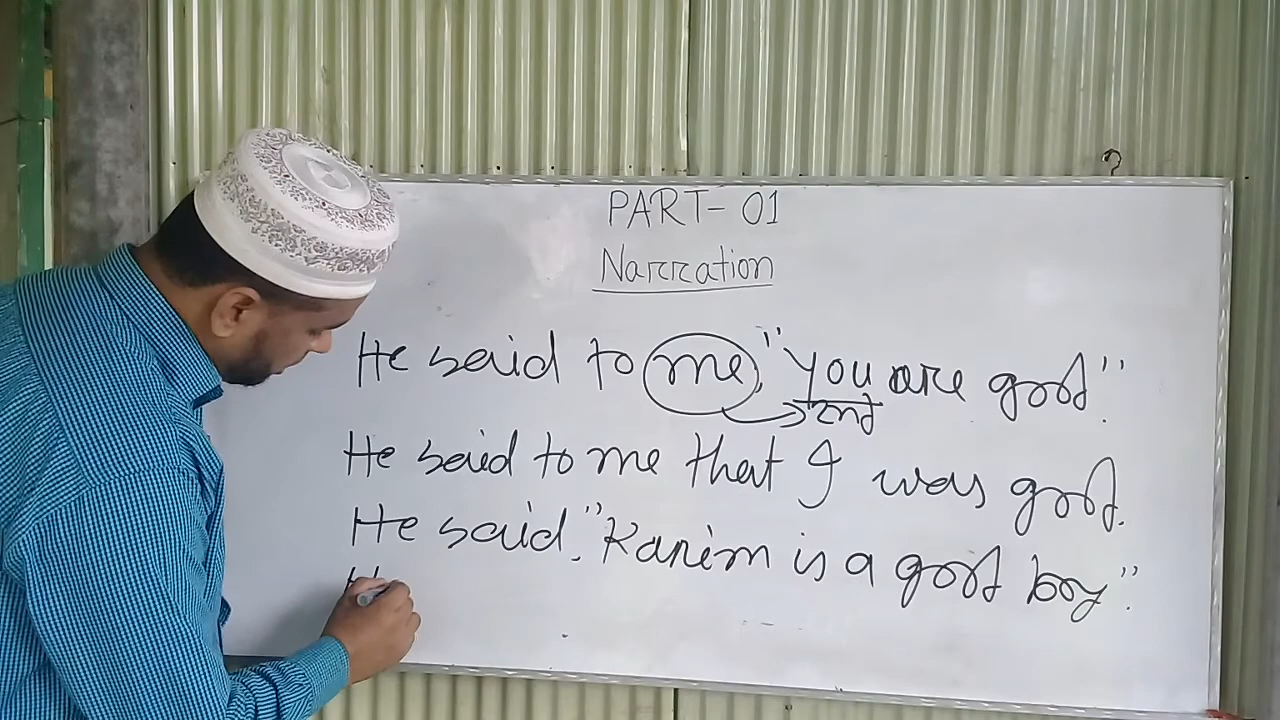 PART-01
Narration
He said to me, "you are good".
2nd
He said to me that I was good.
He said, "Karim is a good boy".
H